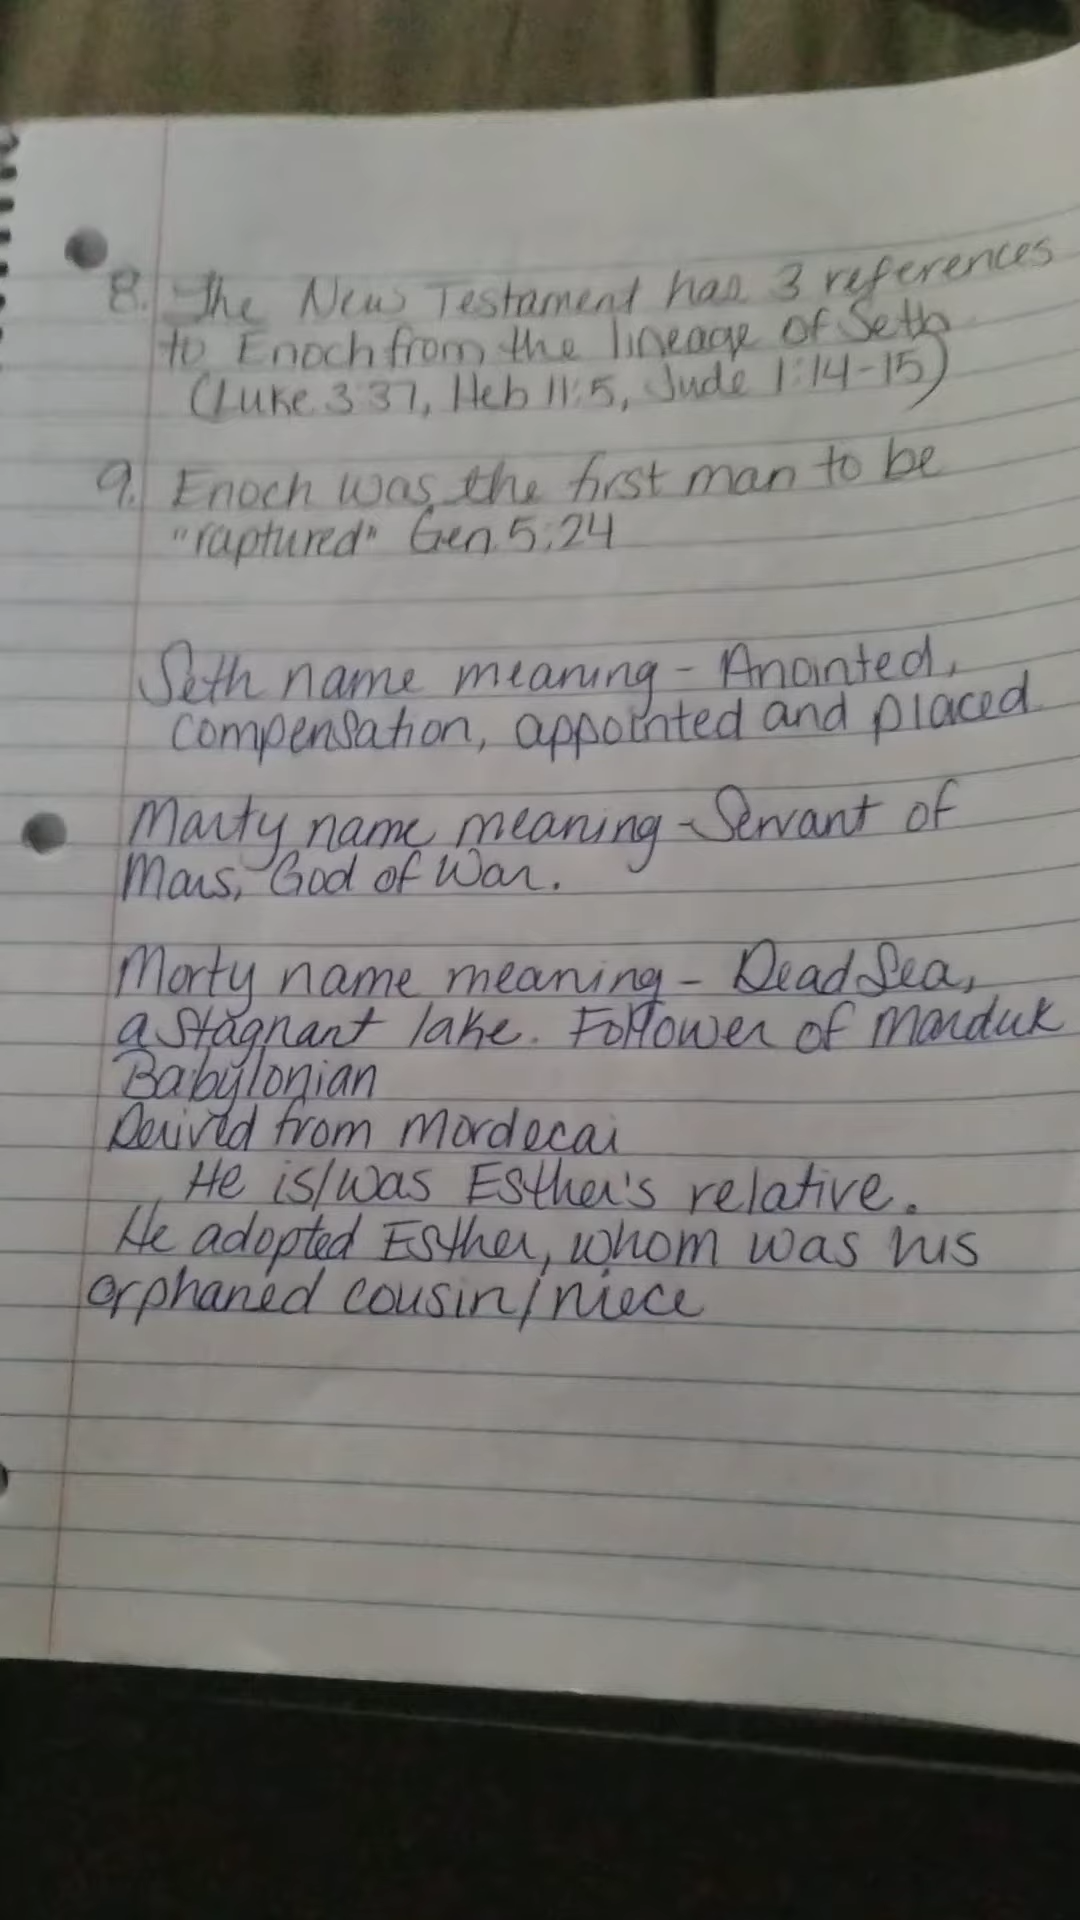 8. The New Testament has 3 references
to Enoch from the lineage of Seth
(Luke 3:37, Heb 11:5, Jude 1:14-15)
9. Enoch was the first man to be
"raptured" Gen. 5:24
Seth name meaning - Anointed,
compensation, appointed and placed
Marty name meaning - Servant of
Mars, God of War.
Morty name meaning - Dead Sea,
a stagnant lake. Follower of Marduk
Babylonian
Derived from Mordecai
He is/was Esther's relative.
He adopted Esther, whom was his
orphaned cousin/niece